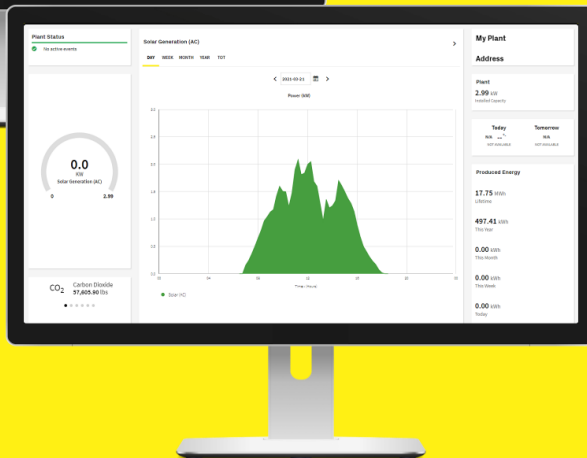 Plant Status
No active events
0.0
KW
Solar Generation (AC)
0
2.99
CO2
Carbon Dioxide
57,605.90 lbs
Solar Generation (AC)
DAY WEEK MONTH YEAR TOT
2021-03-21
Power (kW)
My Plant
Address
Plant
2.99 kW
Installed Capacity
Today
Tomorrow
N/A
N/A
NOT AVAILABLE
NOT AVAILABLE
Produced Energy
17.75 MWh
Lifetime
497.41 kWh
This Year
0.00 kWh
This Month
0.00 kWh
This Week
0.00 kWh
Today